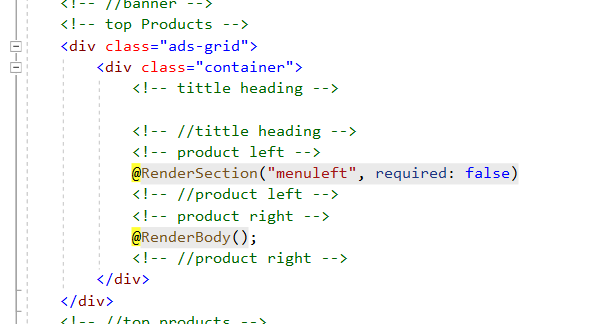 <!-- //banner -->
<!-- top Products -->
<div class="ads-grid">
<div class="container">
<!-- tittle heading -->
<!-- //tittle heading -->
<!-- product left -->
@RenderSection("menuleft", required: false)
<!-- //product left -->
<!-- product right -->
@RenderBody();
<!-- //product right -->
</div>
</div>
<!-- //top products -->